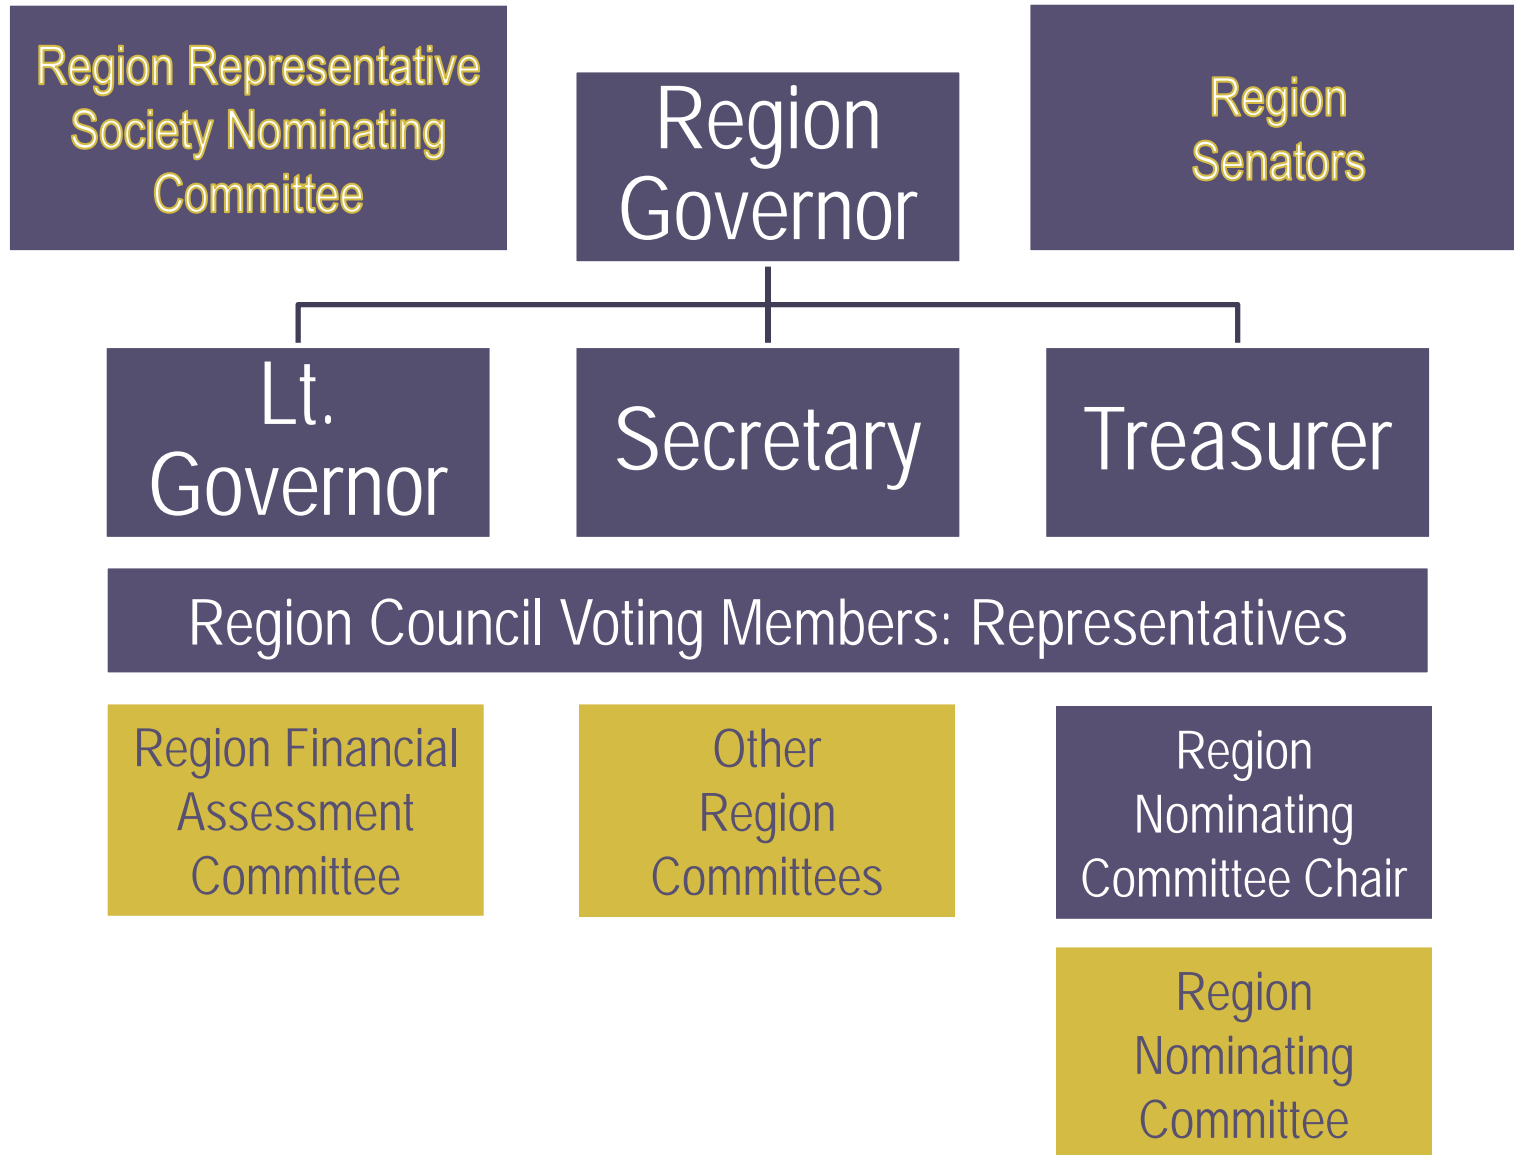 Region Representative
Society Nominating
Committee
Region
Governor
Region
Senators
Lt.
Governor
Secretary
Treasurer
Region Council Voting Members: Representatives
Region Financial
Assessment
Committee
Other
Region
Committees
Region
Nominating
Committee Chair
Region
Nominating
Committee